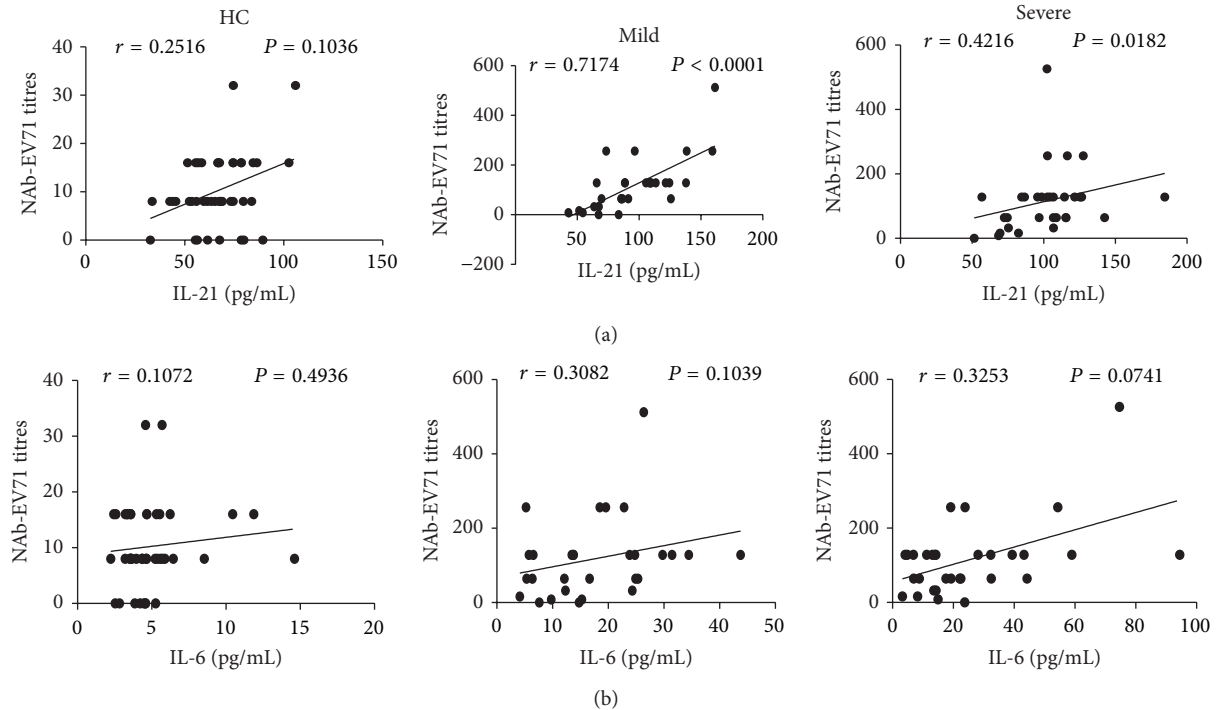 HC
r = 0.2516 P = 0.1036
40
30
20
10
0
0 50 100 150
NAb-EV71 titres
IL-21 (pg/mL)
Mild
r = 0.7174 P < 0.0001
600
400
200
0
−200
50 100 150 200
NAb-EV71 titres
IL-21 (pg/mL)
Severe
r = 0.4216 P = 0.0182
600
400
200
0
0 50 100 150 200
NAb-EV71 titres
IL-21 (pg/mL)
(a)
r = 0.1072 P = 0.4936
40
30
20
10
0
0 5 10 15 20
NAb-EV71 titres
IL-6 (pg/mL)
r = 0.3082 P = 0.1039
600
400
200
0
0 10 20 30 40 50
NAb-EV71 titres
IL-6 (pg/mL)
r = 0.3253 P = 0.0741
600
400
200
0
0 20 40 60 80 100
NAb-EV71 titres
IL-6 (pg/mL)
(b)